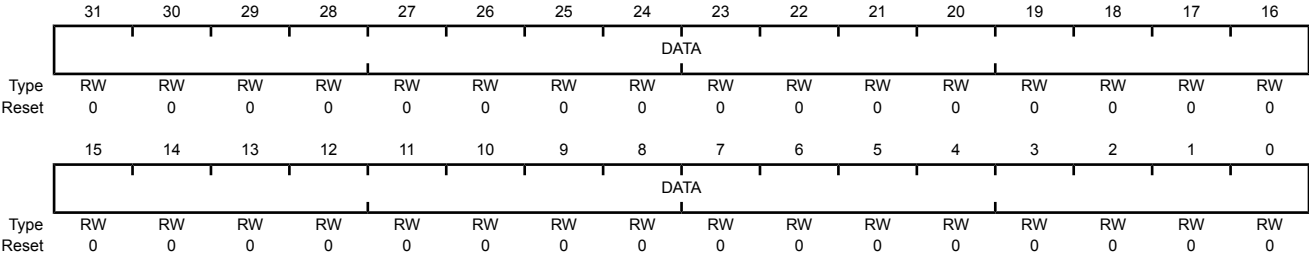 31 30 29 28 27 26 25 24 23 22 21 20 19 18 17 16
DATA
Type RW RW RW RW RW RW RW RW RW RW RW RW RW RW RW RW
Reset 0 0 0 0 0 0 0 0 0 0 0 0 0 0 0 0
15 14 13 12 11 10 9 8 7 6 5 4 3 2 1 0
DATA
Type RW RW RW RW RW RW RW RW RW RW RW RW RW RW RW RW
Reset 0 0 0 0 0 0 0 0 0 0 0 0 0 0 0 0